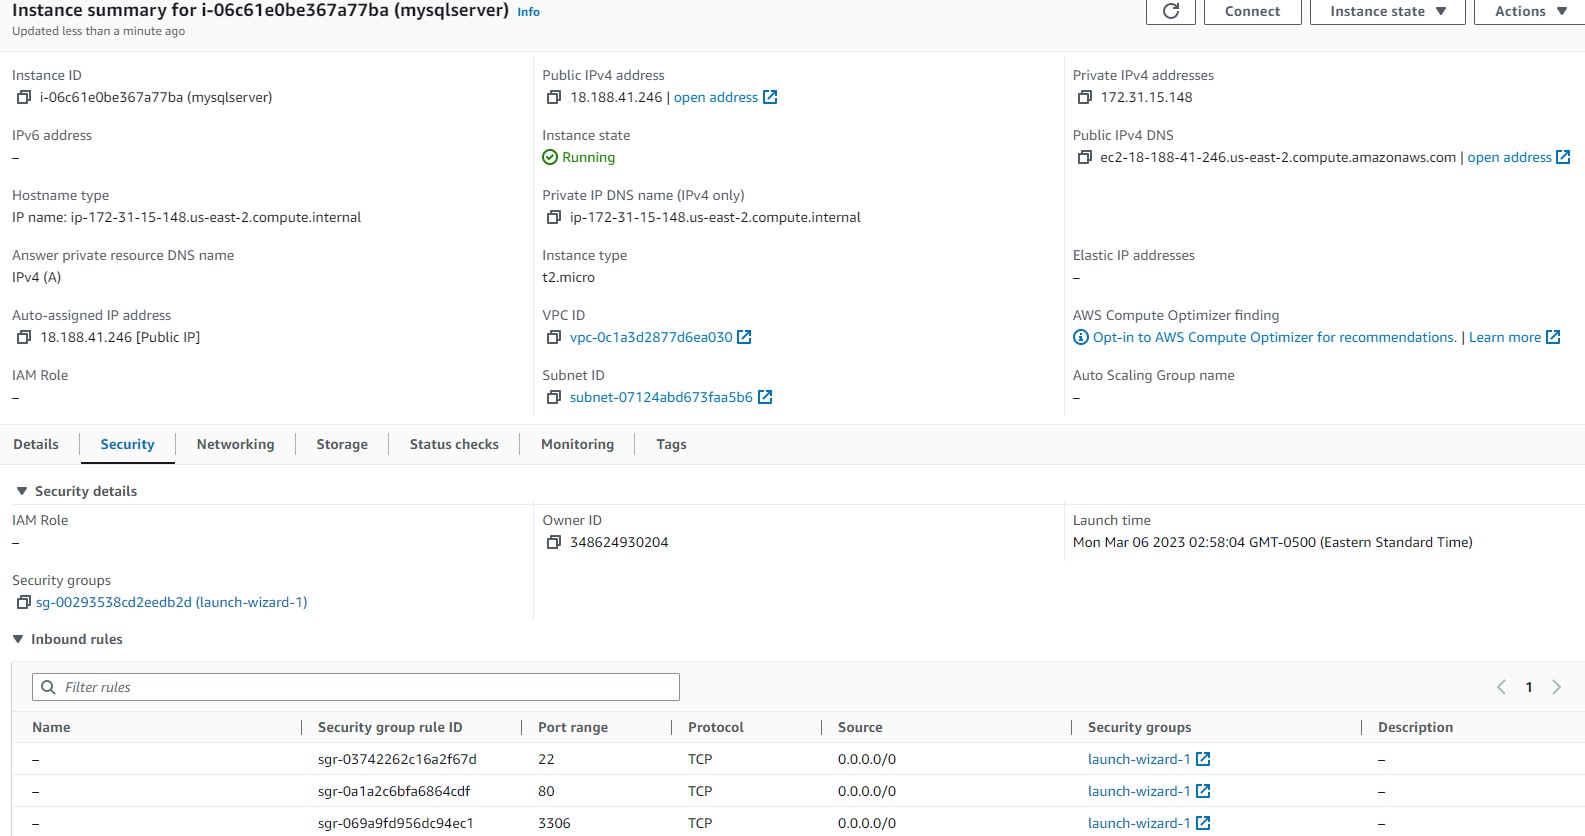 Instance summary for i-06c61e0be367a77ba (mysqlserver) Info
Updated less than a minute ago
Connect
Instance state
Actions
Instance ID
i-06c61e0be367a77ba (mysqlserver)
Public IPv4 address
18.188.41.246 | open address
Private IPv4 addresses
172.31.15.148
IPv6 address
–
Instance state
Running
Public IPv4 DNS
ec2-18-188-41-246.us-east-2.compute.amazonaws.com | open address
Hostname type
IP name: ip-172-31-15-148.us-east-2.compute.internal
Private IP DNS name (IPv4 only)
ip-172-31-15-148.us-east-2.compute.internal
Answer private resource DNS name
IPv4 (A)
Instance type
t2.micro
Elastic IP addresses
–
Auto-assigned IP address
18.188.41.246 [Public IP]
VPC ID
vpc-0c1a3d2877d6ea030
AWS Compute Optimizer finding
Opt-in to AWS Compute Optimizer for recommendations. | Learn more
IAM Role
–
Subnet ID
subnet-07124abd673faa5b6
Auto Scaling Group name
–
Details Security Networking Storage Status checks Monitoring Tags
Security details
IAM Role
–
Owner ID
348624930204
Launch time
Mon Mar 06 2023 02:58:04 GMT-0500 (Eastern Standard Time)
Security groups
sg-00293538cd2eedb2d (launch-wizard-1)
Inbound rules
Filter rules
1
Name Security group rule ID Port range Protocol Source Security groups Description
– sgr-03742262c16a2f67d 22 TCP 0.0.0.0/0 launch-wizard-1 –
– sgr-0a1a2c6bfa6864cdf 80 TCP 0.0.0.0/0 launch-wizard-1 –
– sgr-069a9fd956dc94ec1 3306 TCP 0.0.0.0/0 launch-wizard-1 –